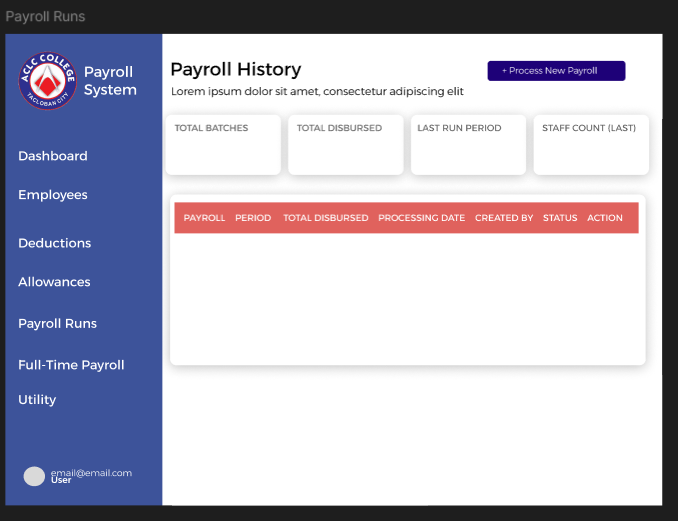 Payroll Runs
ACLC COLLEGE
TACLOBAN CITY
Payroll
System
Dashboard
Employees
Deductions
Allowances
Payroll Runs
Full-Time Payroll
Utility
email@email.com
User
Payroll History
+ Process New Payroll
Lorem ipsum dolor sit amet, consectetur adipiscing elit
TOTAL BATCHES
TOTAL DISBURSED
LAST RUN PERIOD
STAFF COUNT (LAST)
PAYROLL PERIOD TOTAL DISBURSED PROCESSING DATE CREATED BY STATUS ACTION